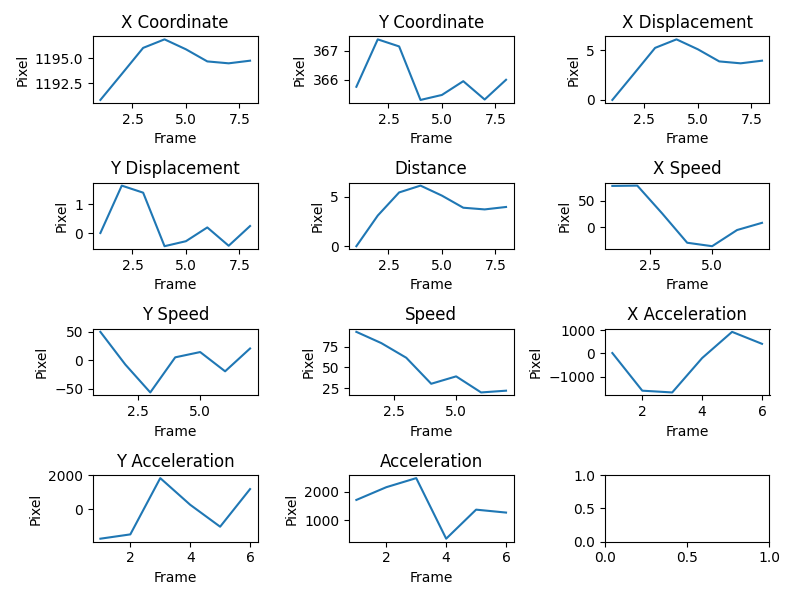 X Coordinate
Y Coordinate
X Displacement
Pixel
1195.0
1192.5
2.5
5.0
7.5
Frame
Pixel
367
366
2.5
5.0
7.5
Frame
Pixel
5
0
2.5
5.0
7.5
Frame
Y Displacement
Distance
X Speed
Pixel
1
0
2.5
5.0
7.5
Frame
Pixel
5
0
2.5
5.0
7.5
Frame
Pixel
50
0
2.5
5.0
Frame
Y Speed
Speed
X Acceleration
Pixel
50
0
−50
2.5
5.0
Frame
Pixel
75
50
25
2.5
5.0
Frame
Pixel
1000
0
−1000
2
4
6
Frame
Y Acceleration
Acceleration
Pixel
2000
0
2
4
6
Frame
Pixel
2000
1000
2
4
6
Frame
1.0
0.5
0.0
0.0
0.5
1.0